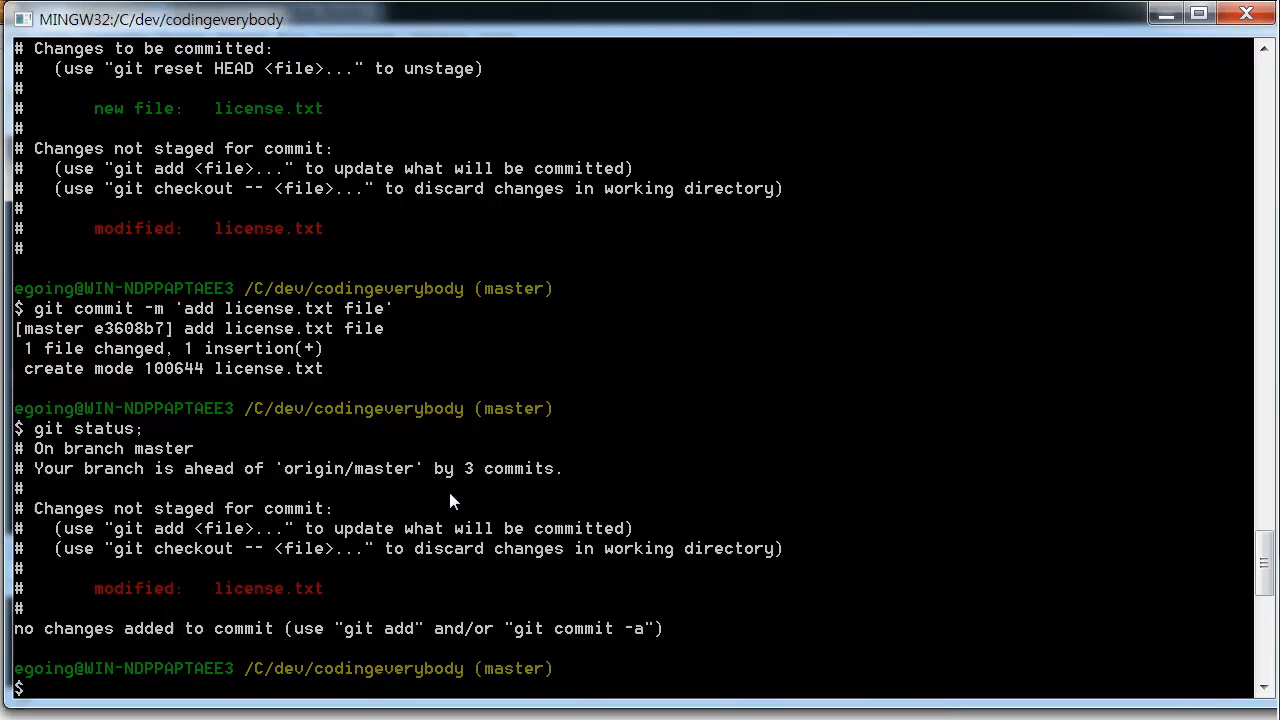 MINGW32:/C/dev/codingeverybody
# Changes to be committed:
#   (use "git reset HEAD <file>..." to unstage)
#
#       new file:   license.txt
#
# Changes not staged for commit:
#   (use "git add <file>..." to update what will be committed)
#   (use "git checkout -- <file>..." to discard changes in working directory)
#
#       modified:   license.txt
#
egoing@WIN-NDPPAPTAEE3 /C/dev/codingeverybody (master)
$ git commit -m 'add license.txt file'
[master e3608b7] add license.txt file
 1 file changed, 1 insertion(+)
 create mode 100644 license.txt
egoing@WIN-NDPPAPTAEE3 /C/dev/codingeverybody (master)
$ git status;
# On branch master
# Your branch is ahead of 'origin/master' by 3 commits.
#
# Changes not staged for commit:
#   (use "git add <file>..." to update what will be committed)
#   (use "git checkout -- <file>..." to discard changes in working directory)
#
#       modified:   license.txt
#
no changes added to commit (use "git add" and/or "git commit -a")
egoing@WIN-NDPPAPTAEE3 /C/dev/codingeverybody (master)
$